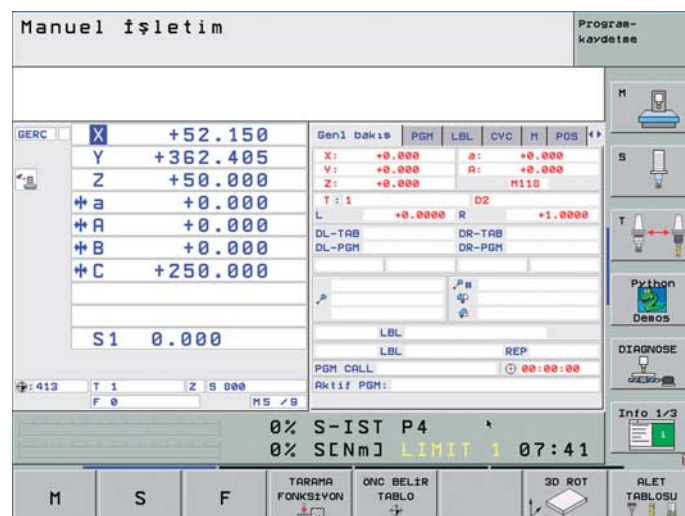 Manuel İşletim
Program-
kaydetme
GERC X +52.150
Y +362.405
Z +50.000
a +0.000
A +0.000
B +0.000
C +250.000
S1 0.000
:413 T 1 Z S 800
F 0 M5 /9
Genl bakış PGM LBL CYC M POS
X: +0.000 a: +0.000
Y: +0.000 A: +0.000
Z: +0.000 M118
T : 1 D2
L +0.0000 R +1.0000
DL-TAB DR-TAB
DL-PGM DR-PGM
LBL
LBL REP
PGM CALL 00:00:00
Aktif PGM:
0% S-IST P4
0% S[Nm] LIMIT 1 07:41
M
S
T
Python
Demos
DIAGNOSE
Info 1/3
M
S
F
TARAMA
FONKSİYON
ONC BELİR
TABLO
3D ROT
ALET
TABLOSU